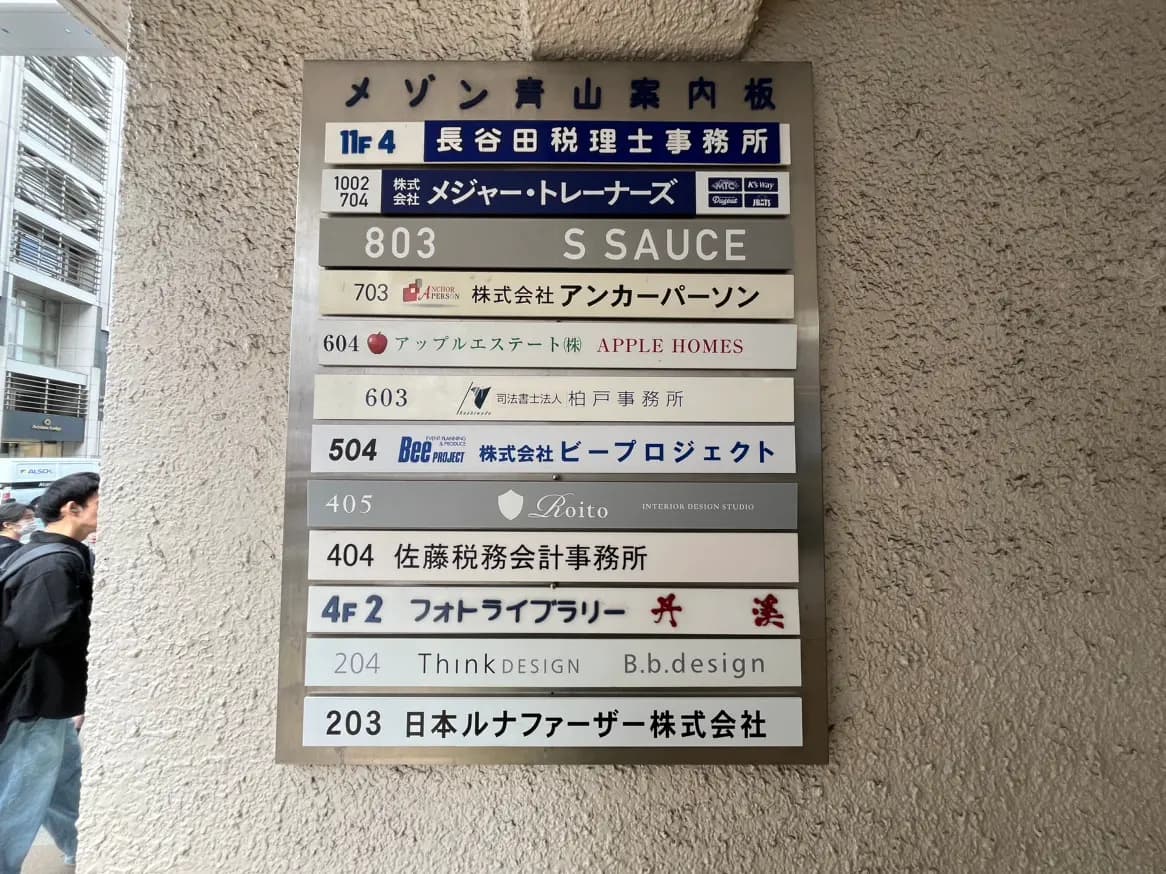 メゾン青山案内板
11F 4 長谷田税理士事務所
1002 704 株式会社 メジャー・トレーナーズ MTC K's Way Dugout
803 S SAUCE
703 ANCHOR PERSON 株式会社アンカーパーソン
604 アップルエステート㈱ APPLE HOMES
603 司法書士法人 柏戸事務所
504 Bee PROJECT EVENT PLANNING & PRODUCE 株式会社ビープロジェクト
405 Roito INTERIOR DESIGN STUDIO
404 佐藤税務会計事務所
4F 2 フォトライブラリー 丹溪
204 Think DESIGN B.b.design
203 日本ルナファーザー株式会社